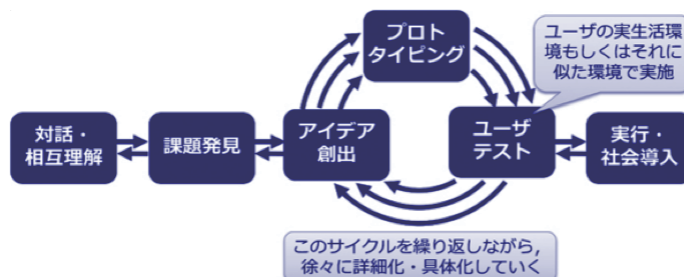 プロト
タイピング
ユーザの実生活環
境もしくはそれに
似た環境で実施
対話・
相互理解
課題発見
アイデア
創出
ユーザ
テスト
実行・
社会導入
このサイクルを繰り返しながら，
徐々に詳細化・具体化していく